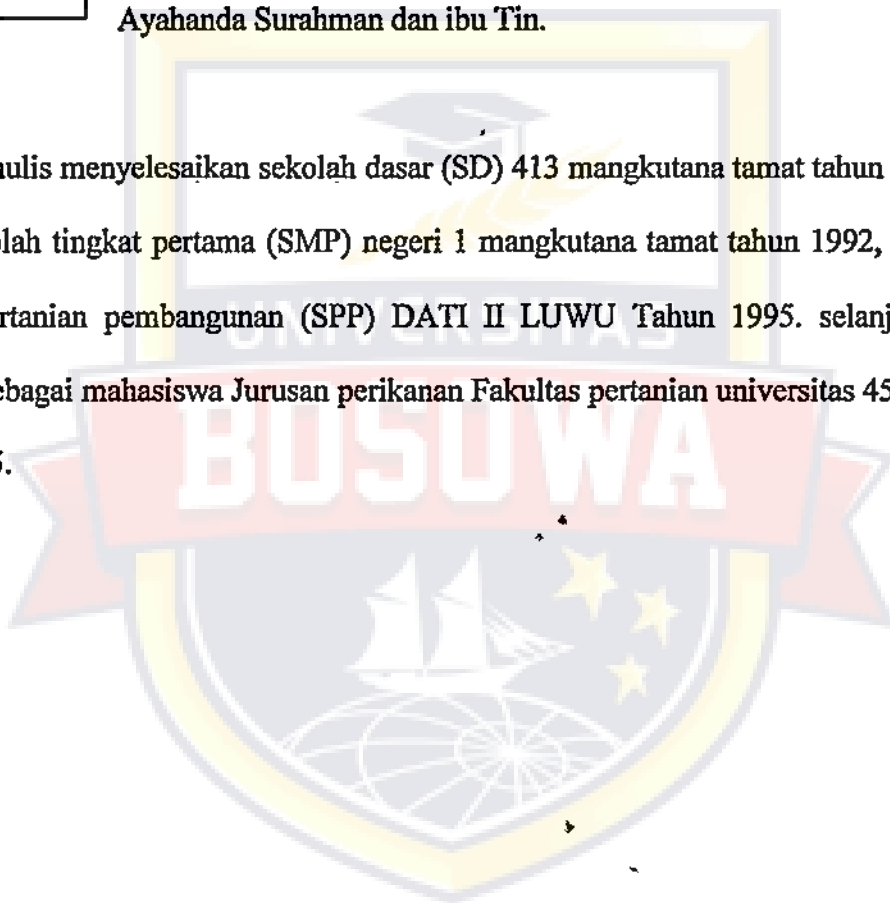 Ayahanda Surahman dan ibu Tin.
ulis menyelesaikan sekolah dasar (SD) 413 mangkutana tamat tahun
lah tingkat pertama (SMP) negeri 1 mangkutana tamat tahun 1992,
rtanian pembangunan (SPP) DATI II LUWU Tahun 1995. selanj
UNIVERSITAS
ebagai mahasiswa Jurusan perikanan Fakultas pertanian universitas 45
BOSOWA